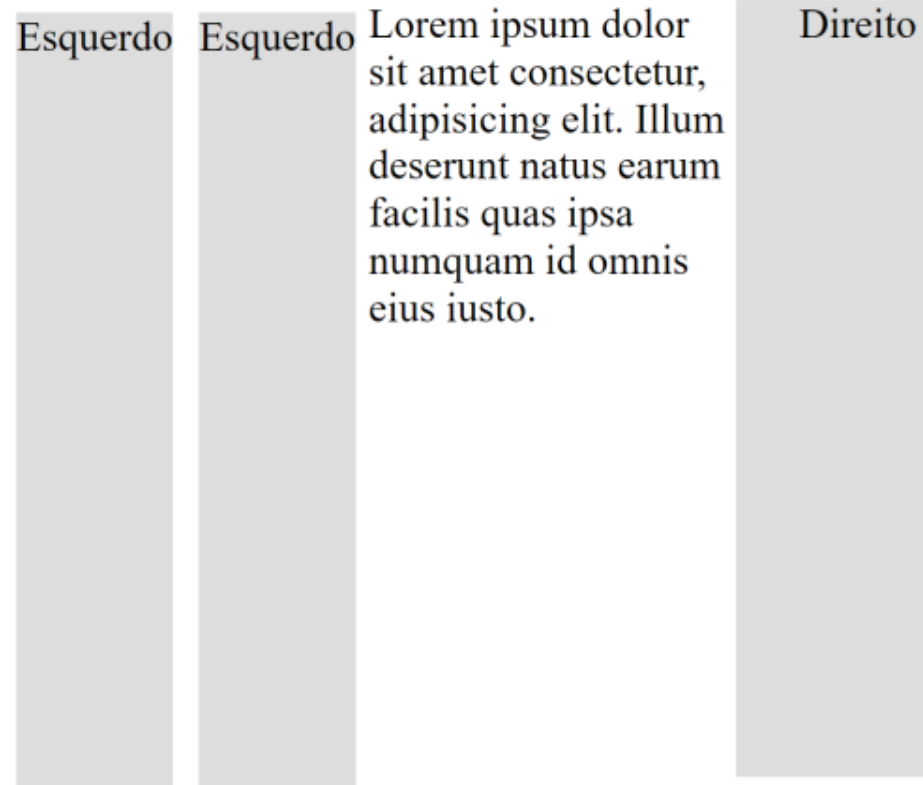 Esquerdo
Esquerdo
Lorem ipsum dolor
sit amet consectetur,
adipisicing elit. Illum
deserunt natus earum
facilis quas ipsa
numquam id omnis
eius iusto.
Direito